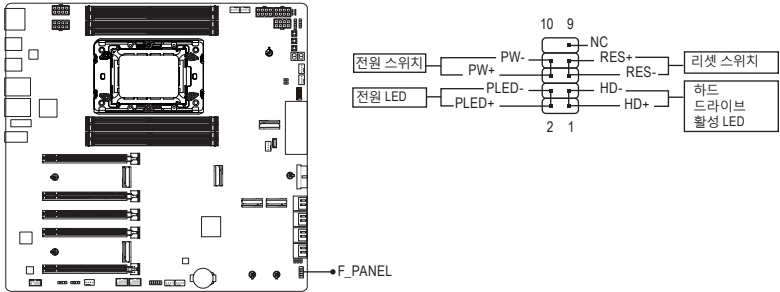 10 9
NC
전원 스위치
PW-
RES+
리셋 스위치
PW+
RES-
전원 LED
PLED-
HD-
하드
드라이브
활성 LED
PLED+
HD+
2 1
F_PANEL